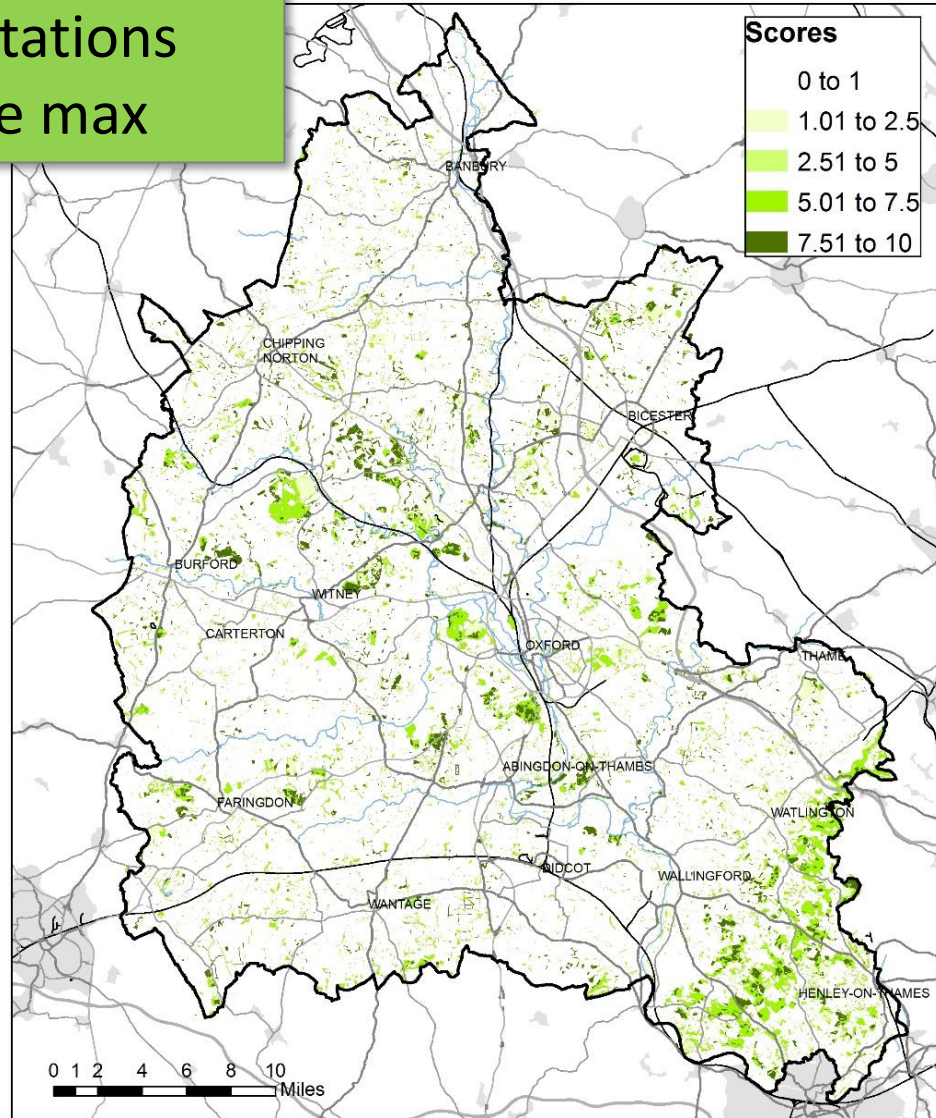 tations
e max
Scores
0 to 1
1.01 to 2.5
2.51 to 5
5.01 to 7.5
7.51 to 10
BANBURY
CHIPPING
NORTON
BICESTER
BURFORD
WITNEY
CARTERTON
OXFORD
THAME
ABINGDON-ON-THAMES
FARINGDON
WATLINGTON
DIDCOT
WALLINGFORD
WANTAGE
HENLEY-ON-THAMES
0 1 2 4 6 8 10
Miles